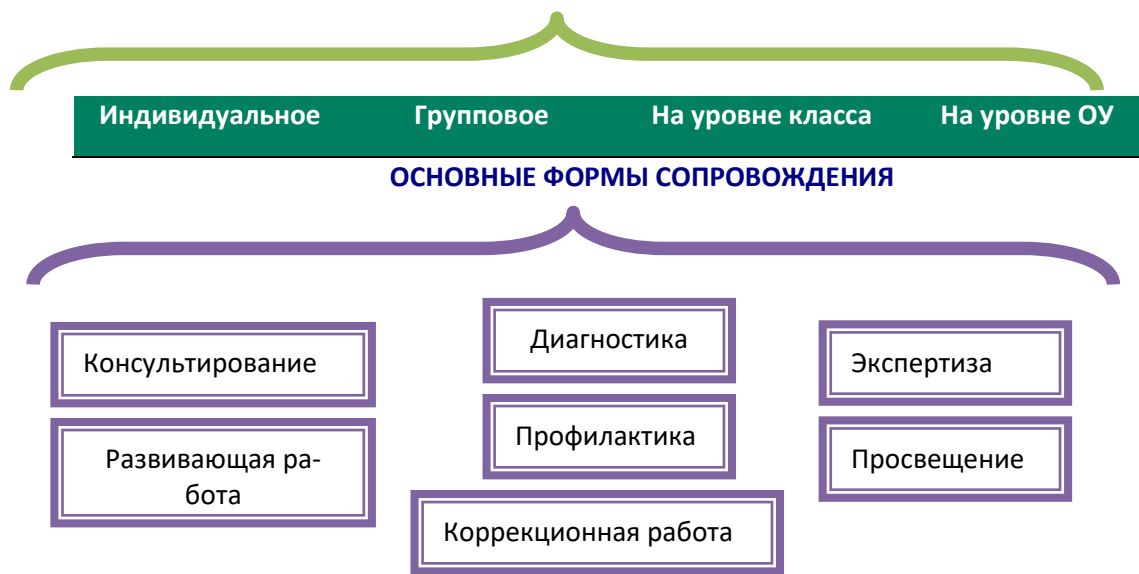 Индивидуальное Групповое На уровне класса На уровне ОУ
ОСНОВНЫЕ ФОРМЫ СОПРОВОЖДЕНИЯ
Консультирование
Развивающая ра-
бота
Диагностика
Профилактика
Коррекционная работа
Экспертиза
Просвещение